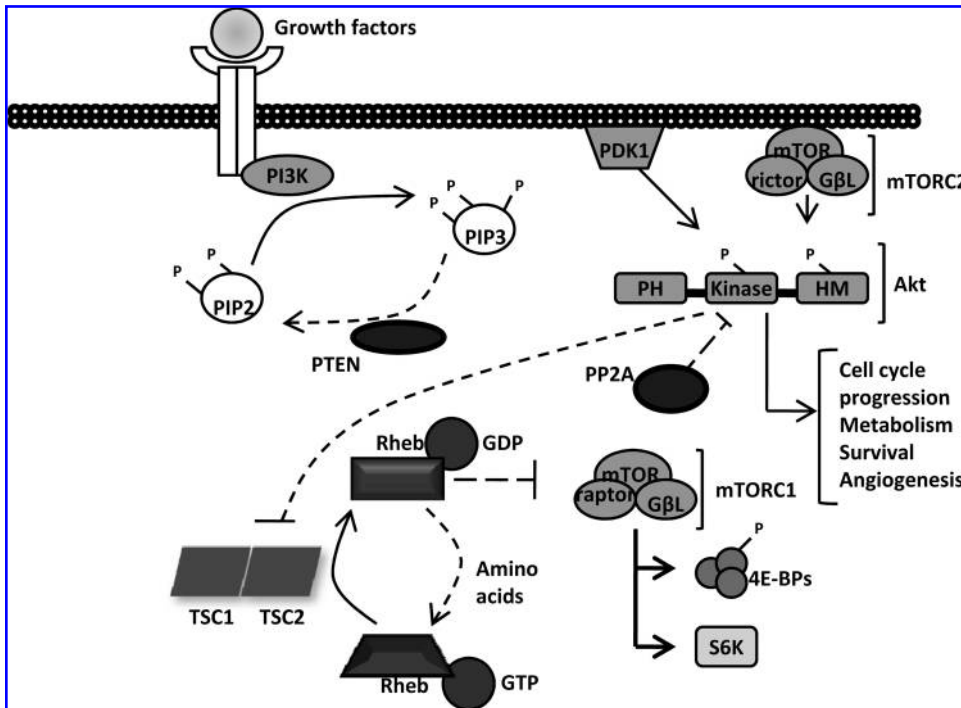 Growth factors
PI3K
PDK1
mTOR
rictor
GβL
mTORC2
P
P
P
PIP3
P
P
PIP2
P
P
PH
Kinase
HM
Akt
PTEN
PP2A
Cell cycle
progression
Metabolism
Survival
Angiogenesis
Rheb
GDP
mTOR
raptor
GβL
mTORC1
P
4E-BPs
TSC1
TSC2
Amino
acids
S6K
Rheb
GTP